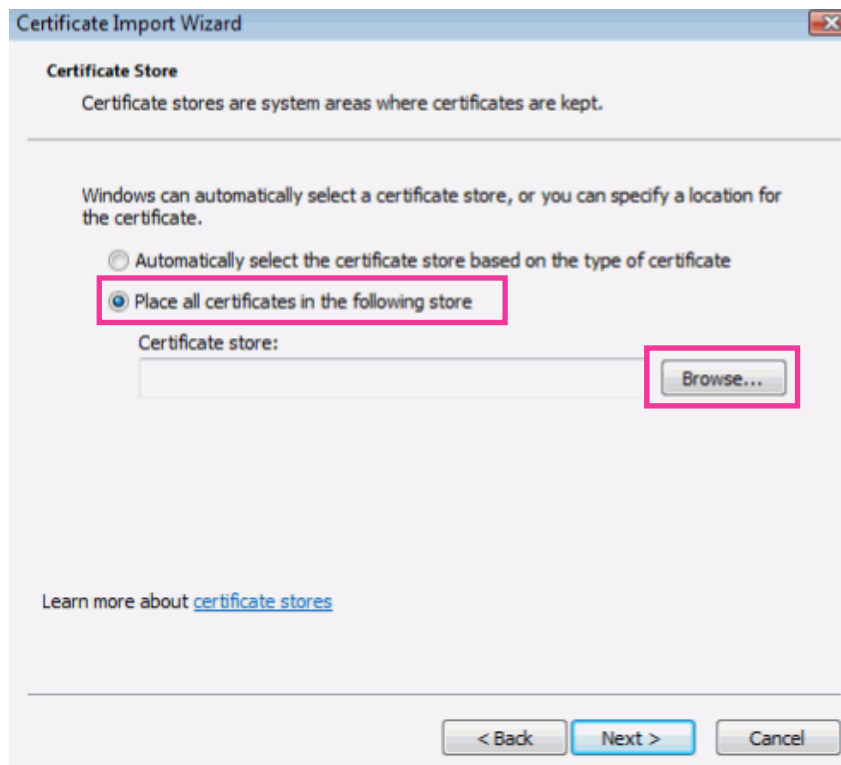 Certificate Import Wizard
Certificate Store
Certificate stores are system areas where certificates are kept.
Windows can automatically select a certificate store, or you can specify a location for
the certificate.
Automatically select the certificate store based on the type of certificate
Place all certificates in the following store
Certificate store:
Browse...
Learn more about certificate stores
< Back
Next >
Cancel